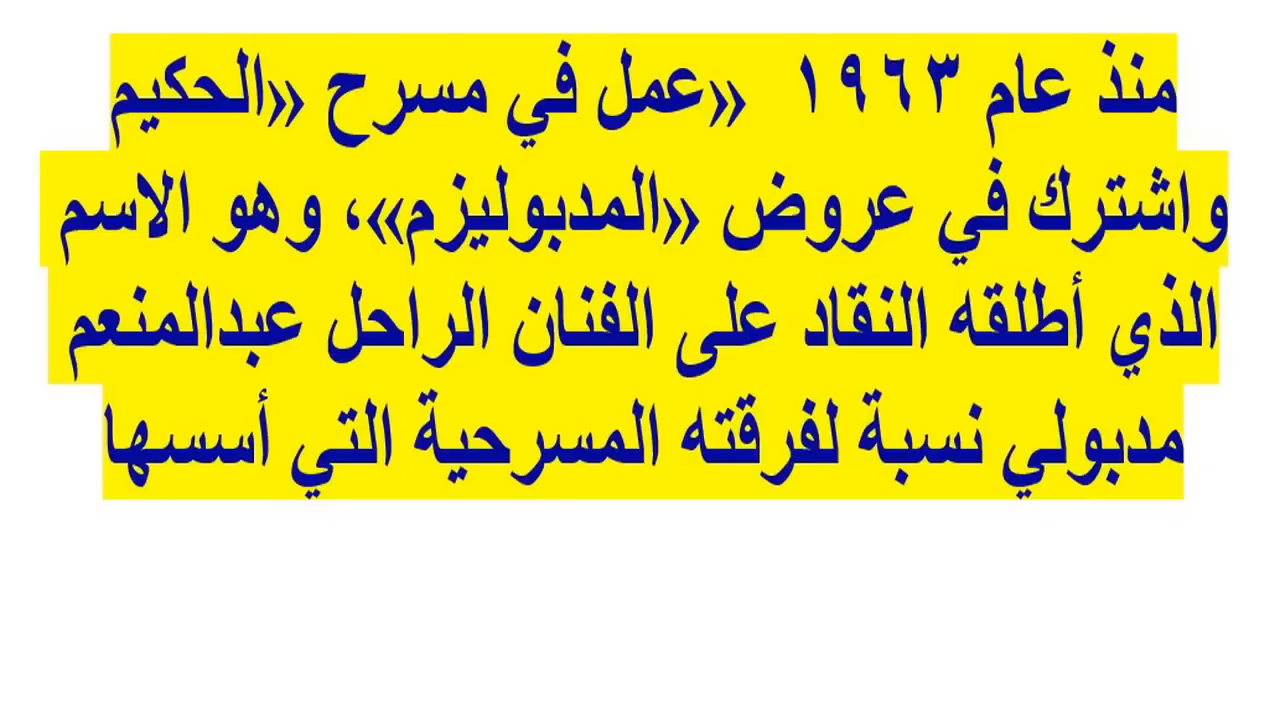 منذ عام ١٩٦٣ «عمل في مسرح «الحكيم
واشترك في عروض «المدبوليزم»، وهو الاسم
الذي أطلقه النقاد على الفنان الراحل عبدالمنعم
مدبولي نسبة لفرقته المسرحية التي أسسها